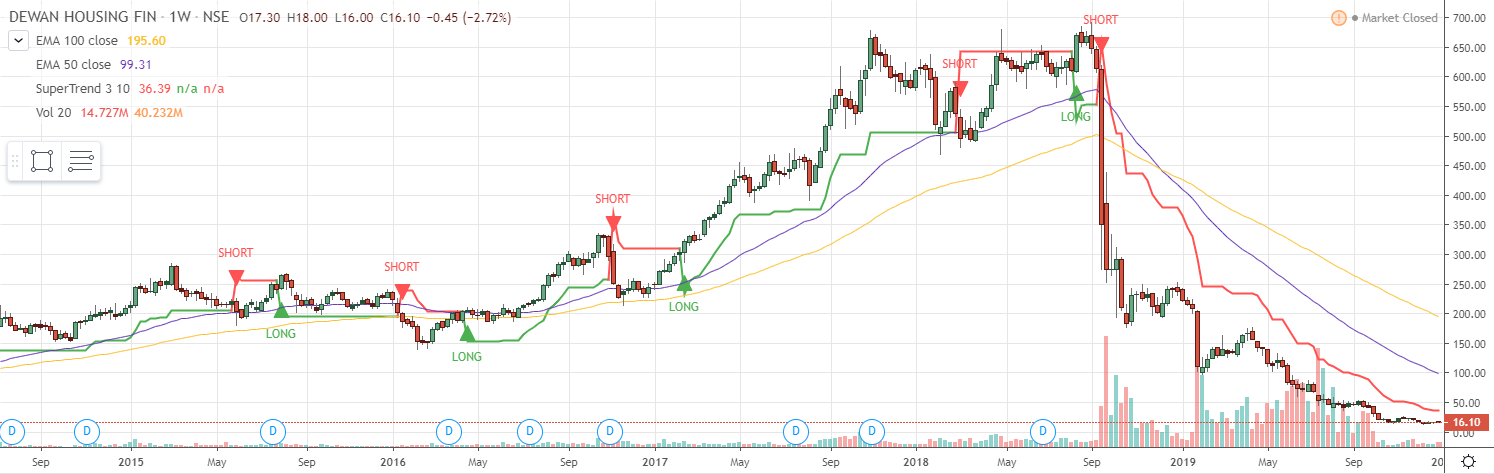 DEWAN HOUSING FIN · 1W · NSE O17.30 H18.00 L16.00 C16.10 −0.45 (−2.72%)
! Market Closed
EMA 100 close 195.60
EMA 50 close 99.31
SuperTrend 3 10 36.39 n/a n/a
Vol 20 14.727M 40.232M
SHORT
SHORT
SHORT
SHORT
SHORT
LONG
LONG
LONG
LONG
LONG
700.00
650.00
600.00
550.00
500.00
450.00
400.00
350.00
300.00
250.00
200.00
150.00
100.00
50.00
16.10
0.00
D D D D D D D D D
Sep 2015 May Sep 2016 May Sep 2017 May Sep 2018 May Sep 2019 May Sep 20